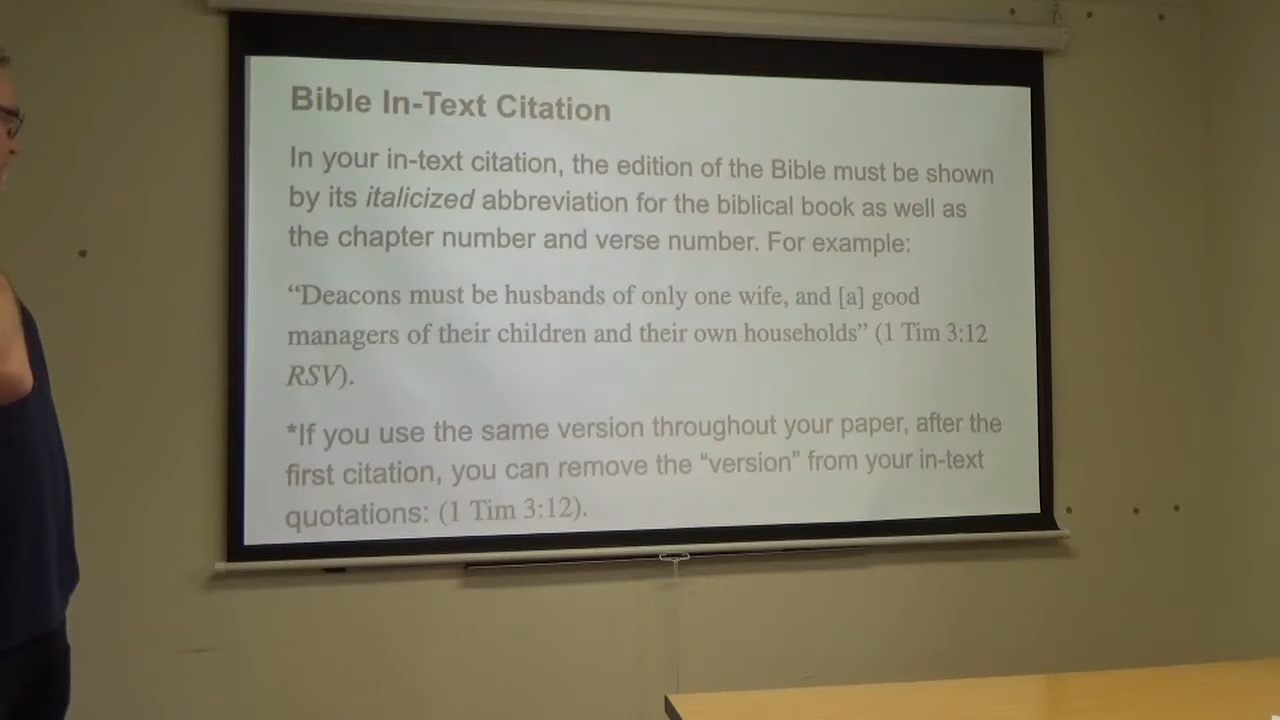 Bible In-Text Citation
In your in-text citation, the edition of the Bible must be shown
by its italicized abbreviation for the biblical book as well as
the chapter number and verse number. For example:
“Deacons must be husbands of only one wife, and [a] good
managers of their children and their own households” (1 Tim 3:12
RSV).
*If you use the same version throughout your paper, after the
first citation, you can remove the “version” from your in-text
quotations: (1 Tim 3:12).